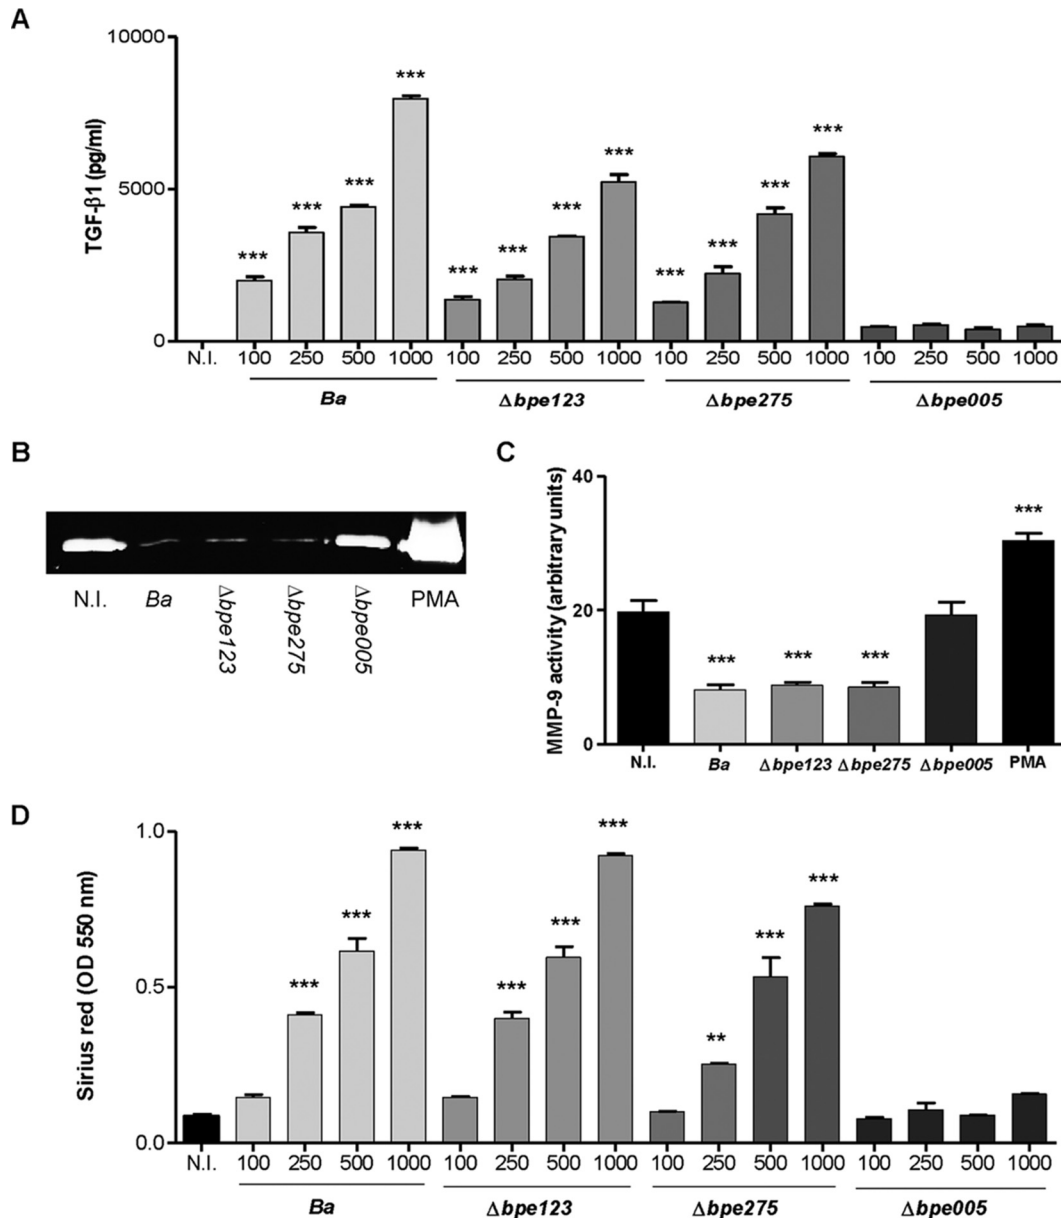 A
10000
5000
0
TGF-β1 (pg/ml)
*** *** *** *** *** *** *** *** *** *** *** ***
N.I. 100 250 500 1000 100 250 500 1000 100 250 500 1000 100 250 500 1000
Ba Δbpe123 Δbpe275 Δbpe005
B
N.I. Ba Δbpe123 Δbpe275 Δbpe005 PMA
C
40
20
0
MMP-9 activity (arbitrary units)
*** *** *** ***
N.I. Ba Δbpe123 Δbpe275 Δbpe005 PMA
D
1.0
0.5
0.0
Sirius red (OD 550 nm)
*** *** *** *** *** *** ** *** ***
N.I. 100 250 500 1000 100 250 500 1000 100 250 500 1000 100 250 500 1000
Ba Δbpe123 Δbpe275 Δbpe005